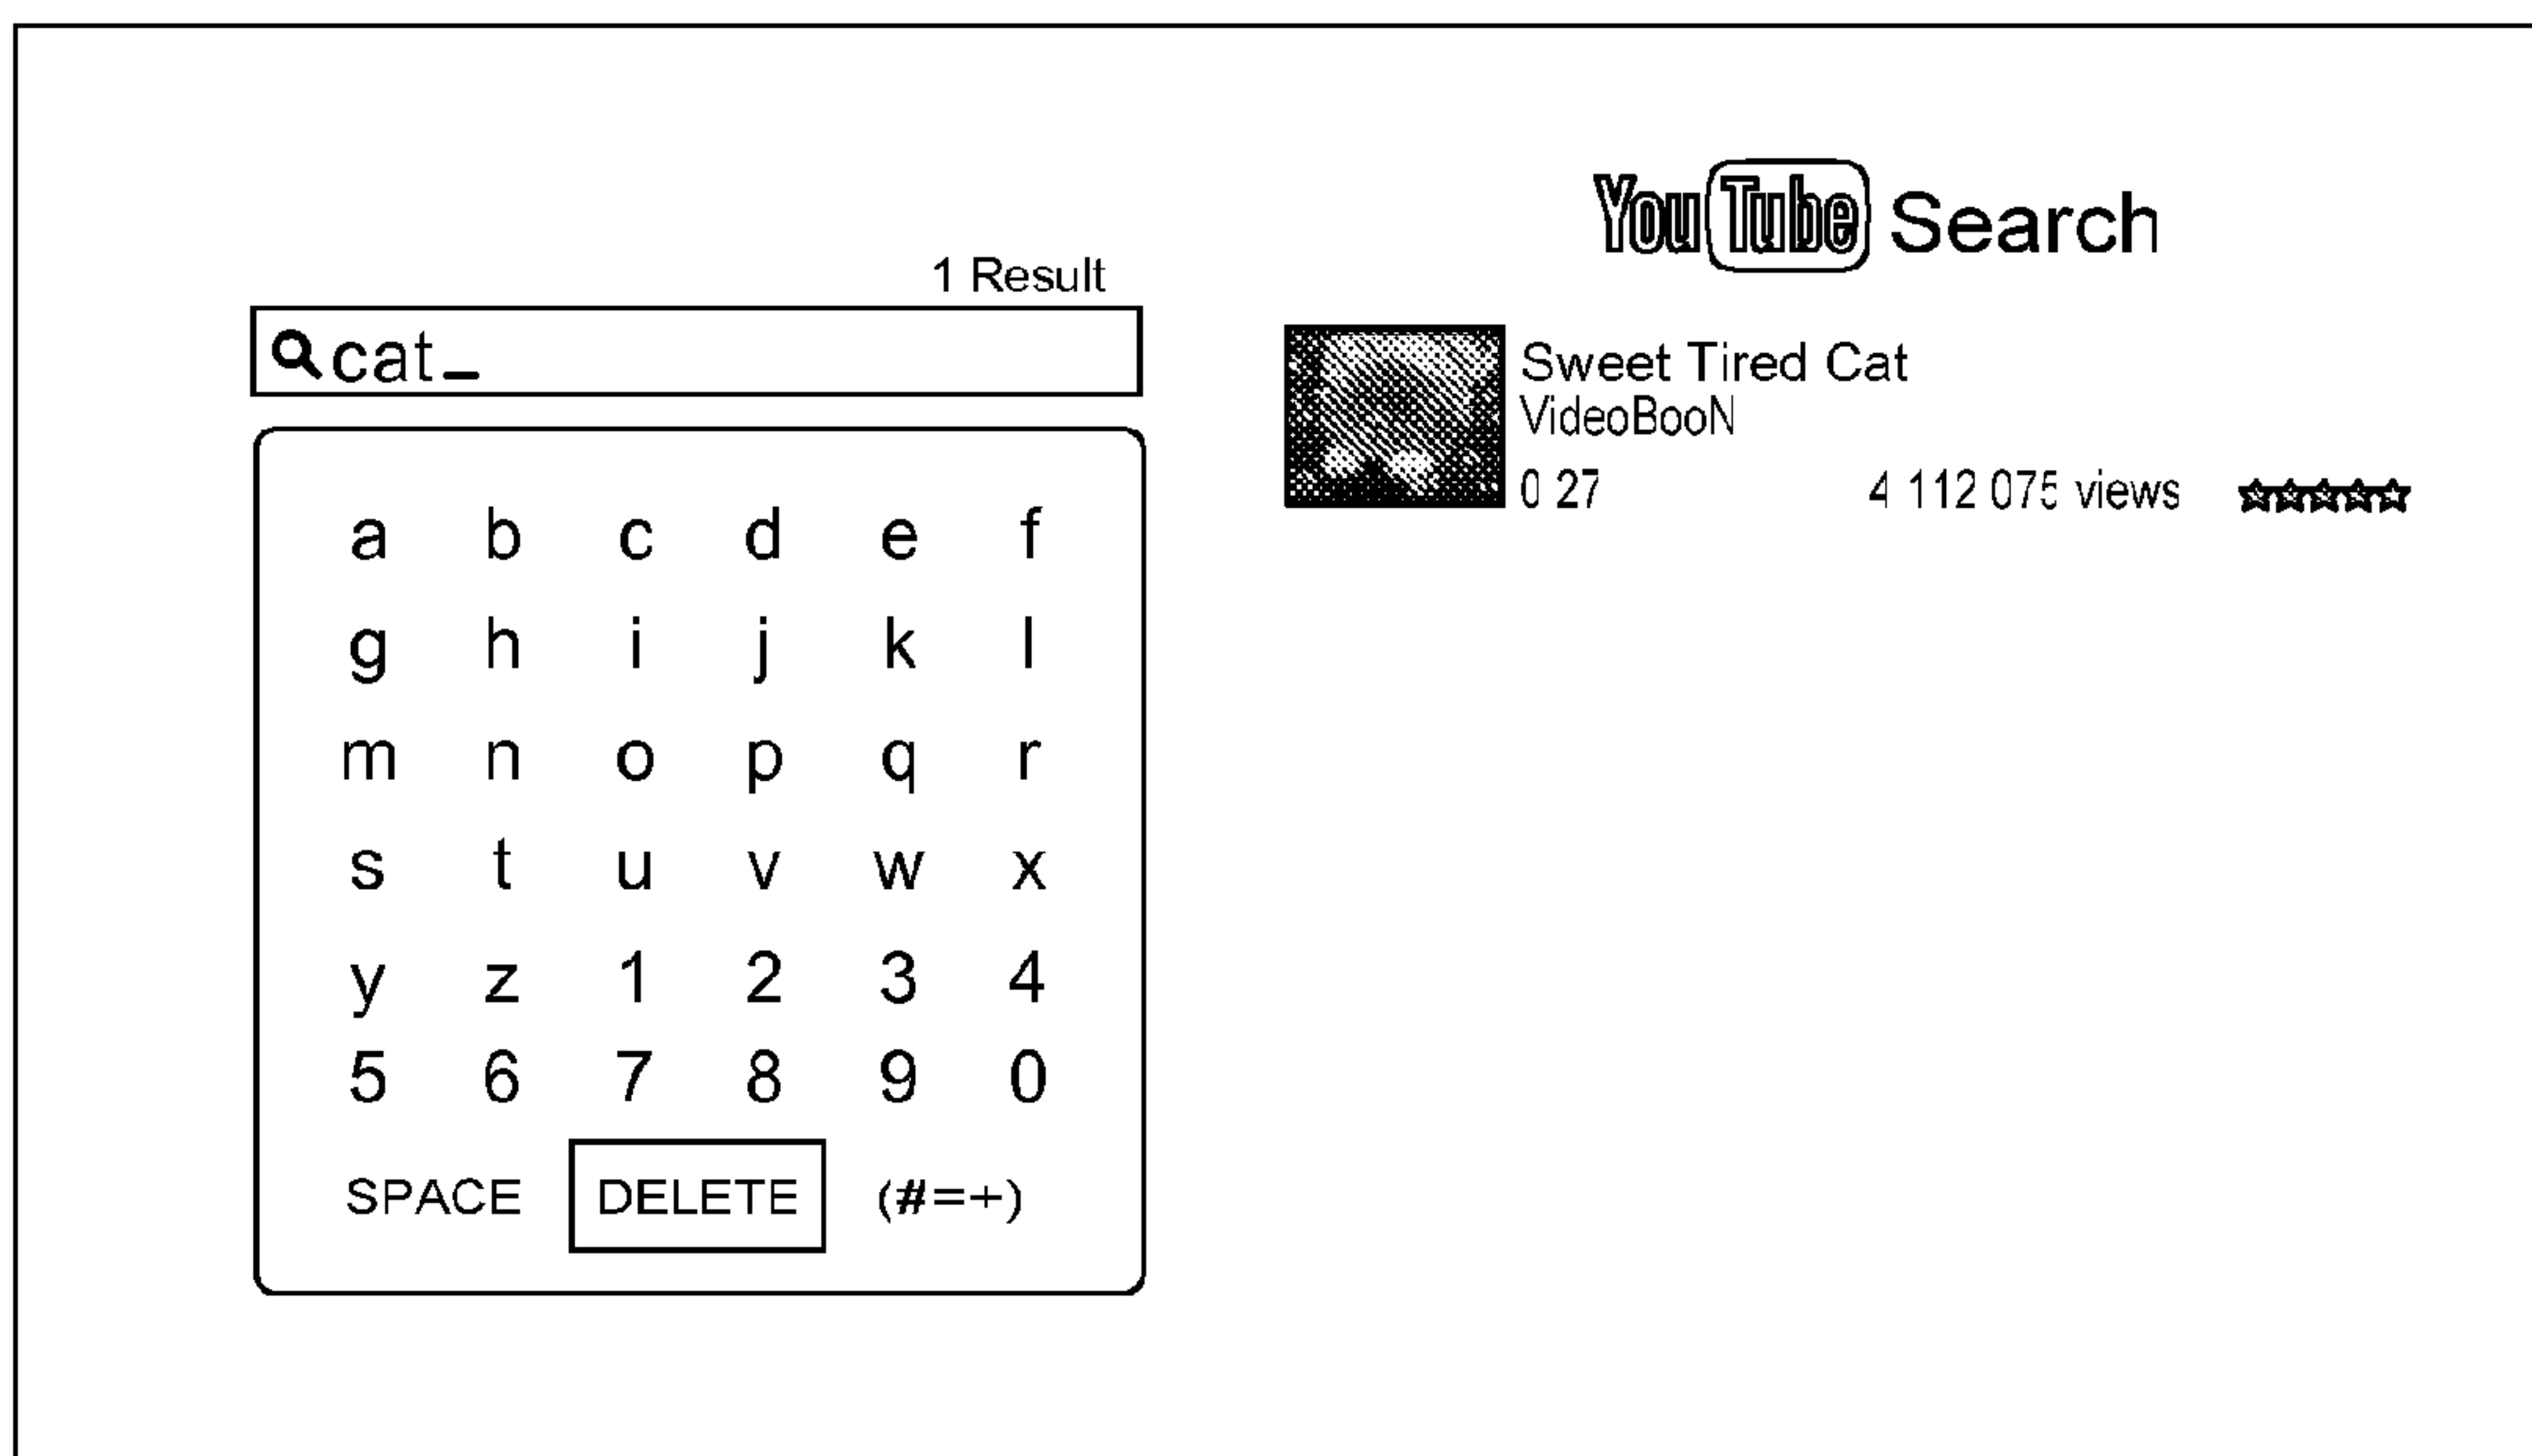 YouTube Search
1 Result
cat_
Sweet Tired Cat
VideoBooN
0 27 4 112 075 views
a b c d e f
g h i j k l
m n o p q r
s t u v w x
y z 1 2 3 4
5 6 7 8 9 0
SPACE DELETE (#=+)